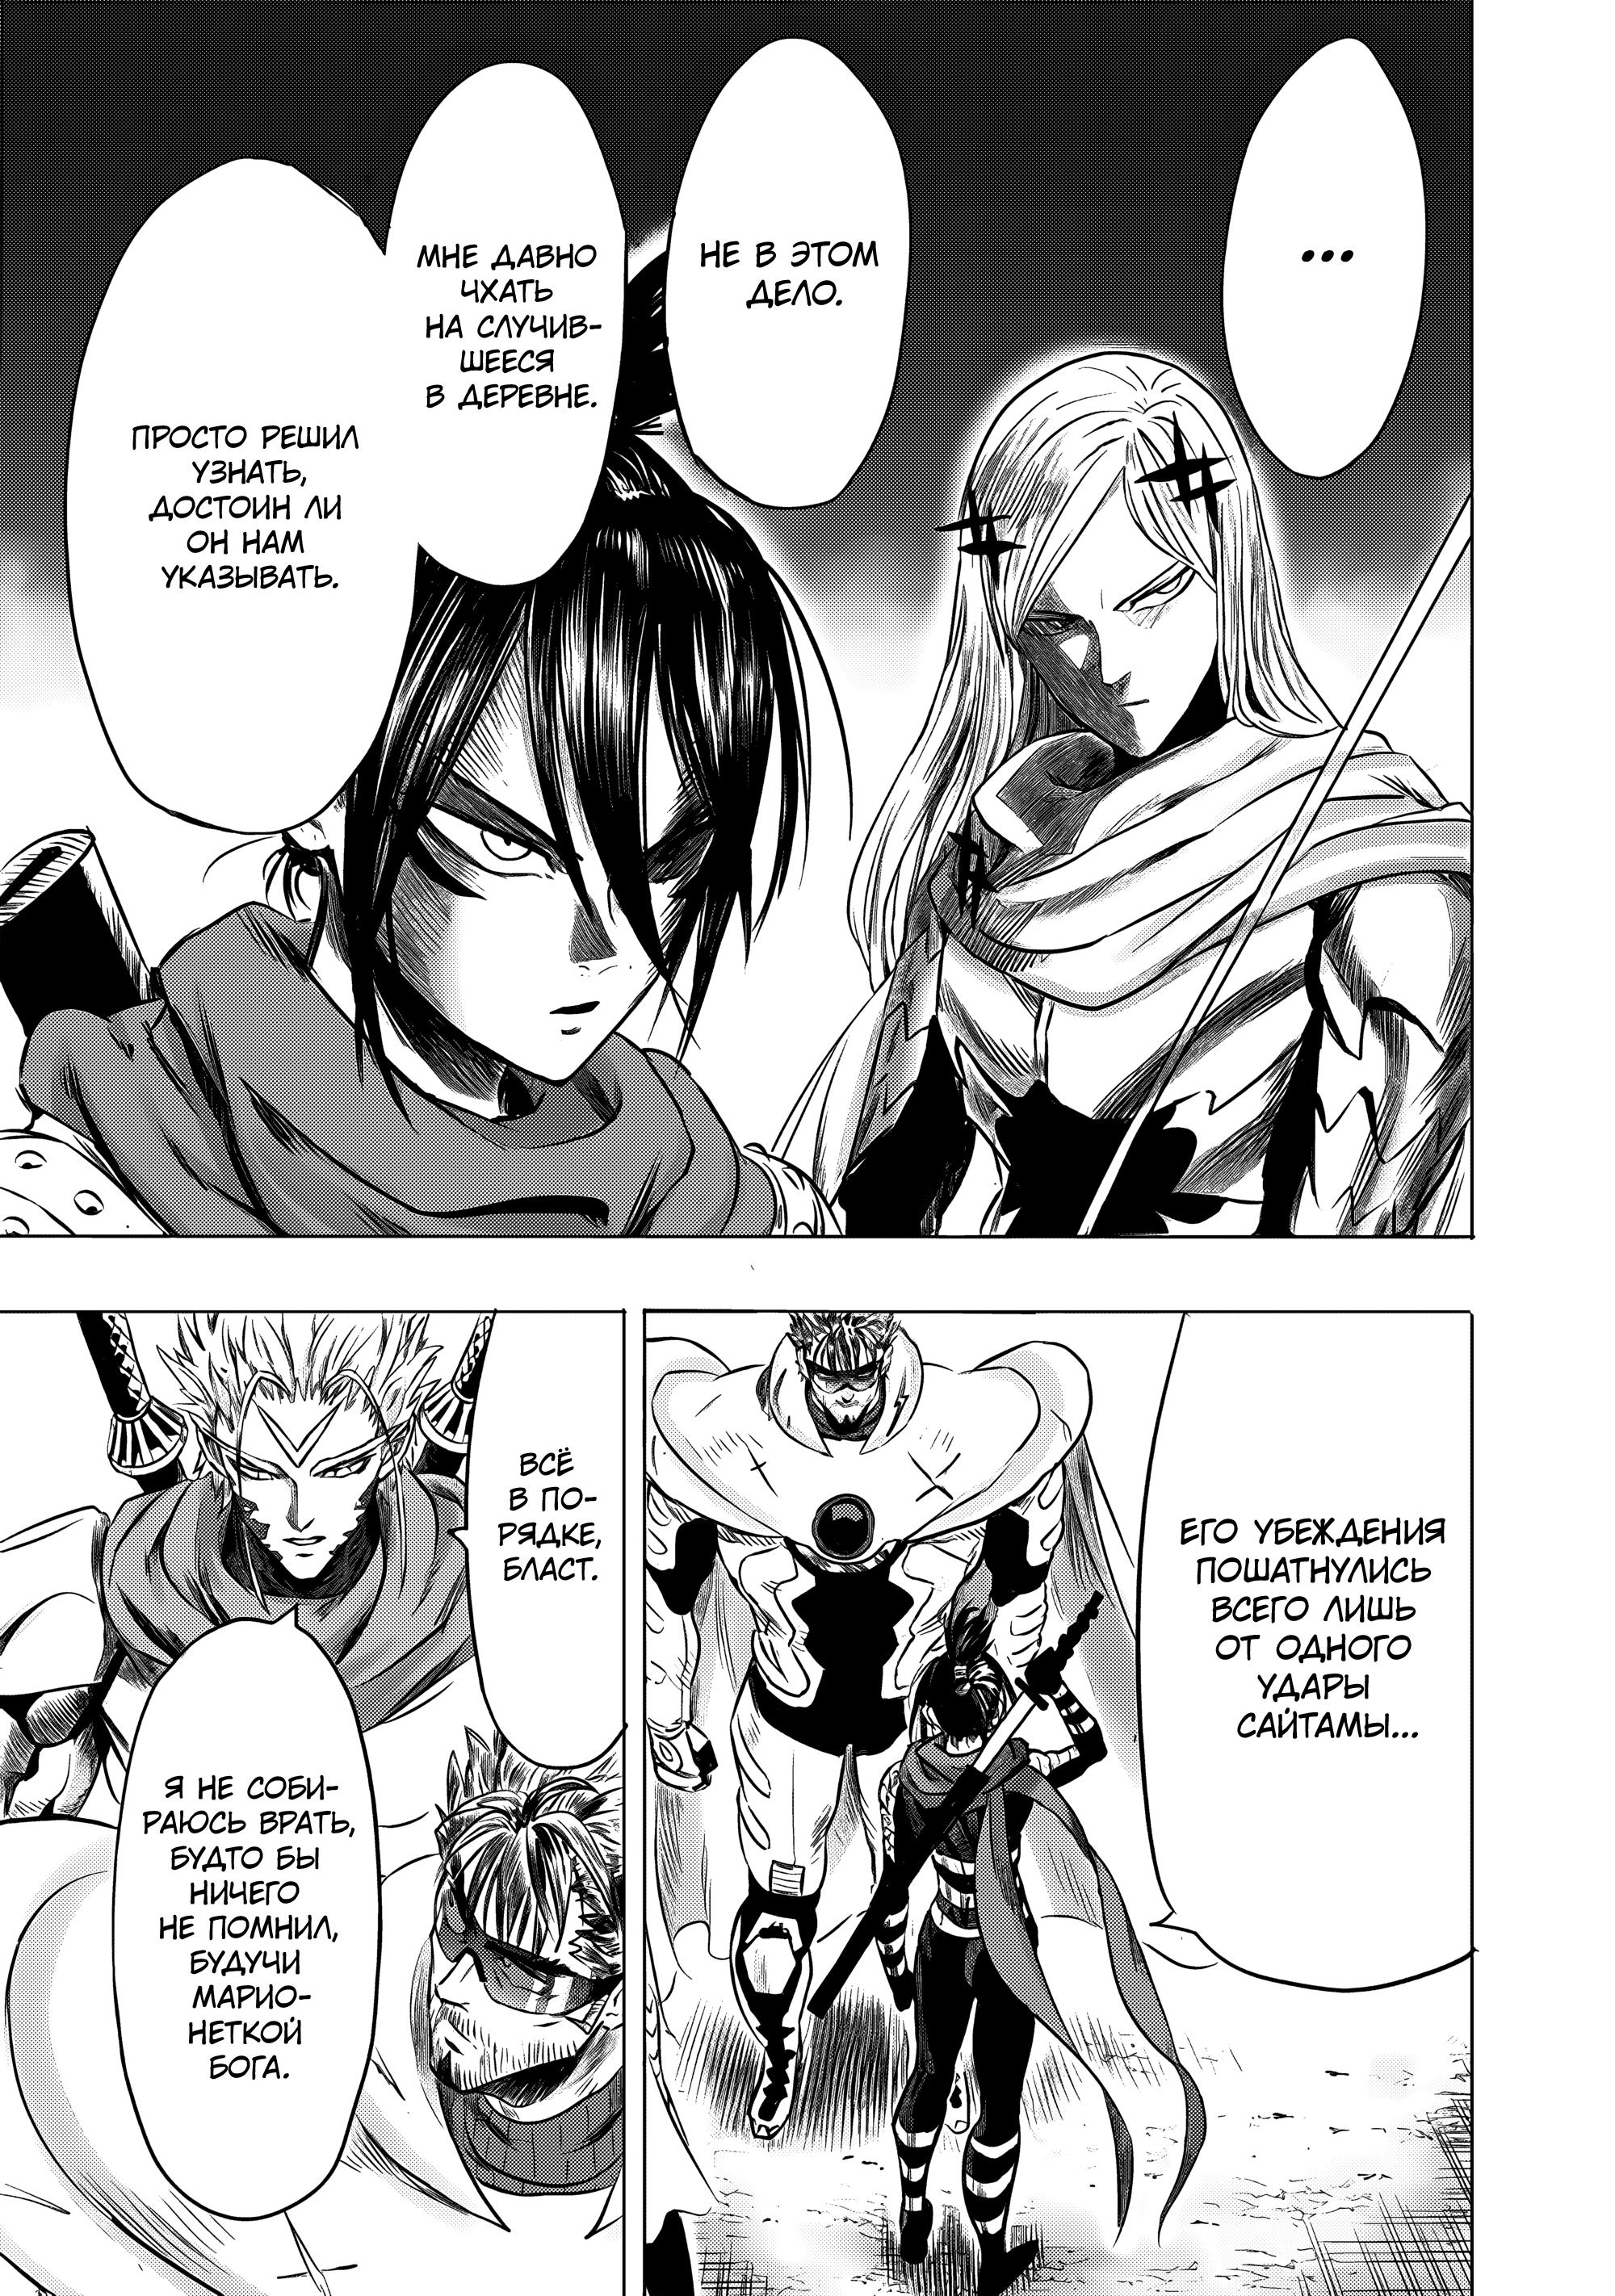 ...
НЕ В ЭТОМ
ДЕЛО.
МНЕ ДАВНО
ЧХАТЬ
НА СЛУЧИВ-
ШЕЕСЯ
В ДЕРЕВНЕ.
ПРОСТО РЕШИЛ
УЗНАТЬ,
ДОСТОИН ЛИ
ОН НАМ
УКАЗЫВАТЬ.
ЕГО УБЕЖДЕНИЯ
ПОШАТНУЛИСЬ
ВСЕГО ЛИШЬ
ОТ ОДНОГО
УДАРЫ
САЙТАМЫ...
ВСЁ
В ПО-
РЯДКЕ,
БЛАСТ.
Я НЕ СОБИ-
РАЮСЬ ВРАТЬ,
БУДТО БЫ
НИЧЕГО
НЕ ПОМНИЛ,
БУДУЧИ
МАРИО-
НЕТКОЙ
БОГА.